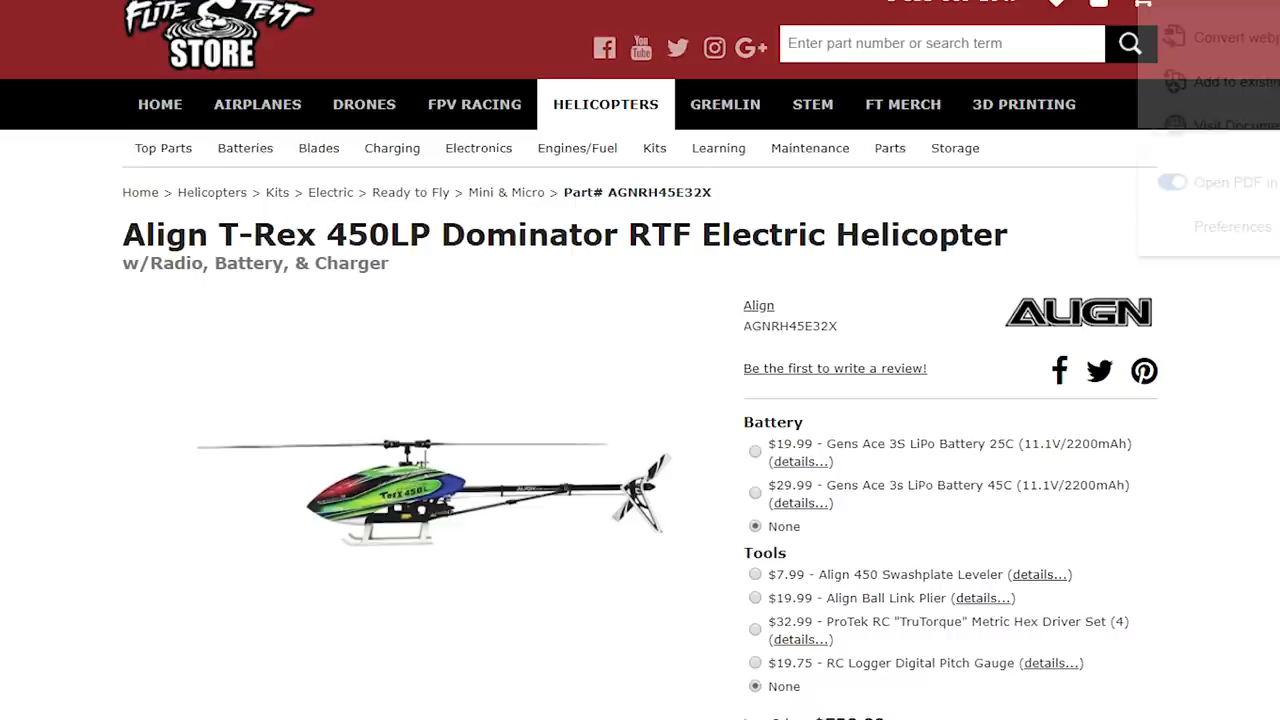 FLITE TEST
STORE
Enter part number or search term
Convert webp
Add to existin
Visit Docume
Open PDF in
Preferences
HOME AIRPLANES DRONES FPV RACING HELICOPTERS GREMLIN STEM FT MERCH 3D PRINTING
Top Parts Batteries Blades Charging Electronics Engines/Fuel Kits Learning Maintenance Parts Storage
Home > Helicopters > Kits > Electric > Ready to Fly > Mini & Micro > Part# AGNRH45E32X
Align T-Rex 450LP Dominator RTF Electric Helicopter
w/Radio, Battery, & Charger
Align
AGNRH45E32X
ALIGN
Be the first to write a review!
Battery
$19.99 - Gens Ace 3S LiPo Battery 25C (11.1V/2200mAh)
(details...)
$29.99 - Gens Ace 3s LiPo Battery 45C (11.1V/2200mAh)
(details...)
None
Tools
$7.99 - Align 450 Swashplate Leveler (details...)
$19.99 - Align Ball Link Plier (details...)
$32.99 - ProTek RC "TruTorque" Metric Hex Driver Set (4)
(details...)
$19.75 - RC Logger Digital Pitch Gauge (details...)
None